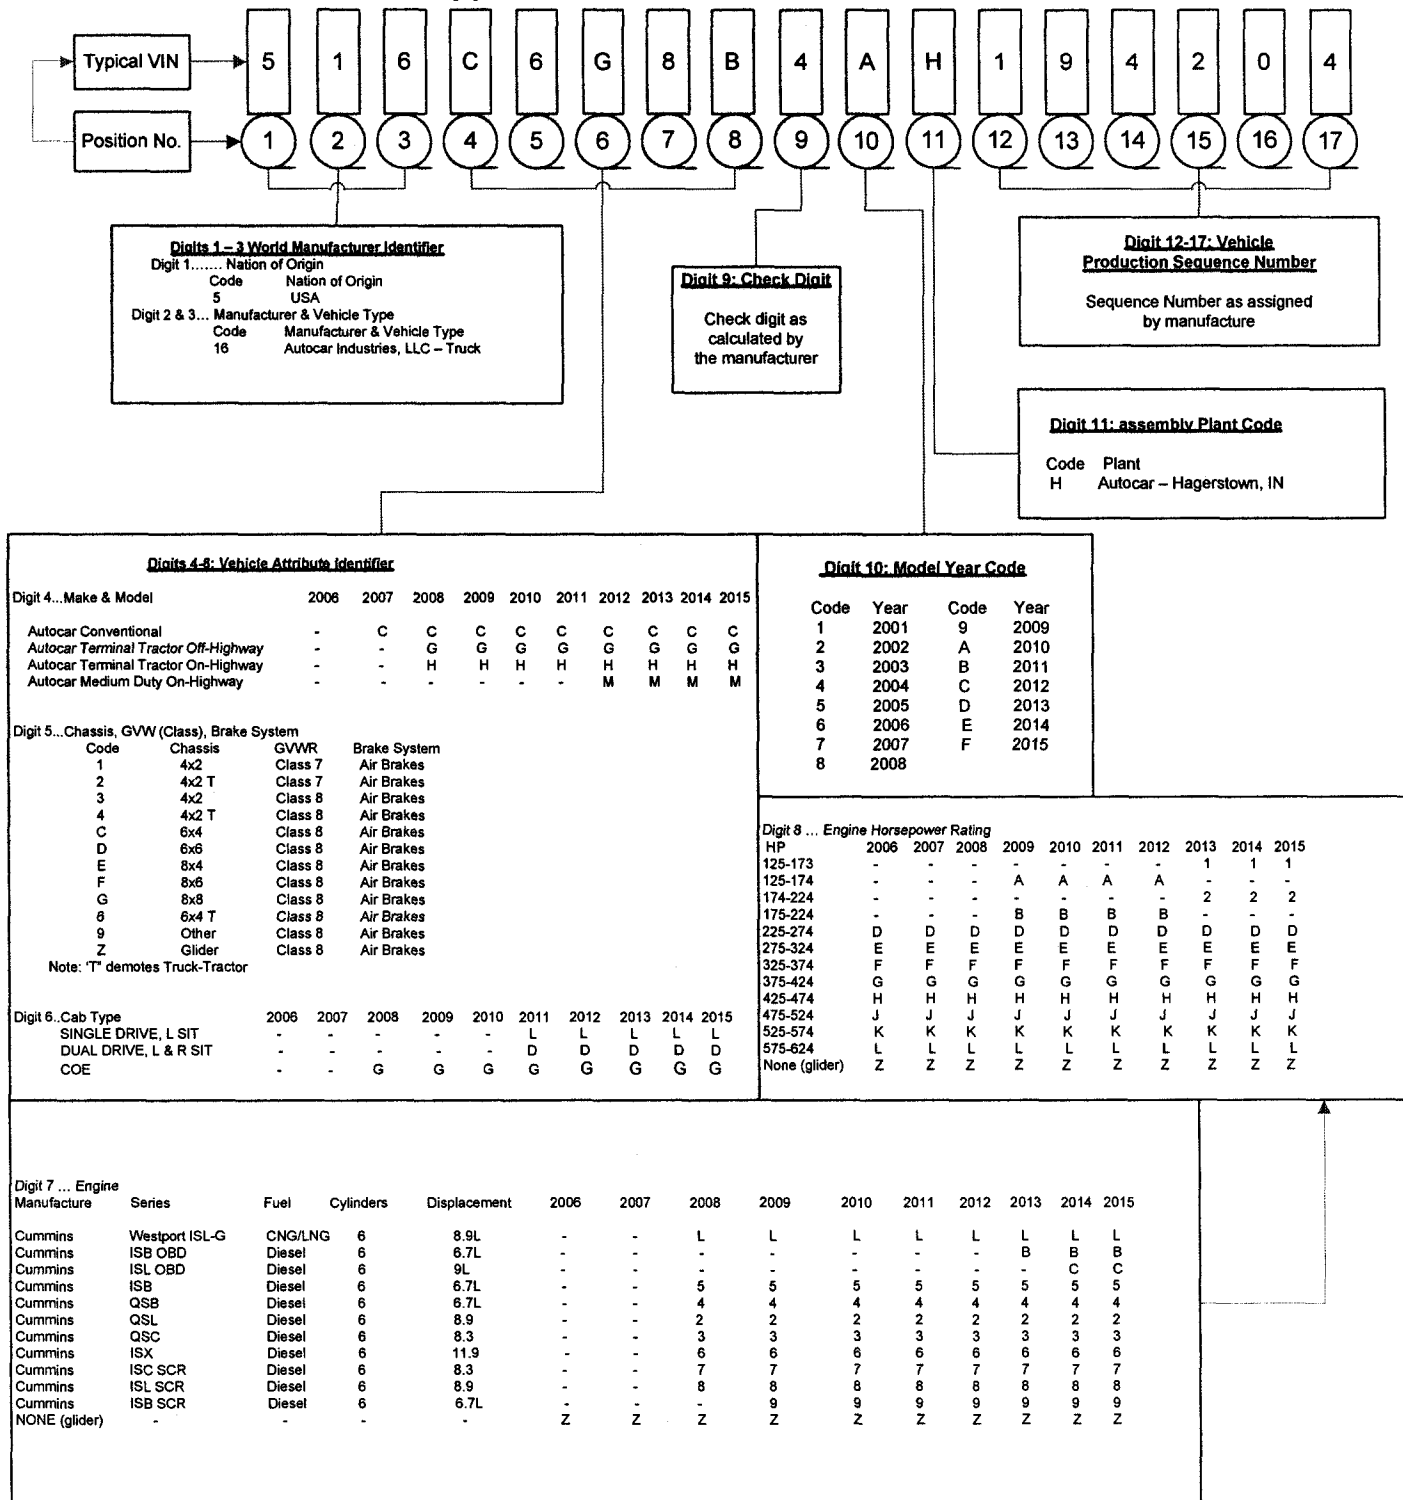 Typical VIN 5 1 6 C 6 G 8 B 4 A H 1 9 4 2 0 4
Position No. 1 2 3 4 5 6 7 8 9 10 11 12 13 14 15 16 17
Digits 1 – 3 World Manufacturer Identifier
Digit 1....... Nation of Origin
Code Nation of Origin
5 USA
Digit 2 & 3... Manufacturer & Vehicle Type
Code Manufacturer & Vehicle Type
16 Autocar Industries, LLC – Truck
Digit 9: Check Digit
Check digit as
calculated by
the manufacturer
Digit 12-17: Vehicle
Production Sequence Number
Sequence Number as assigned
by manufacture
Digit 11: assembly Plant Code
Code Plant
H Autocar – Hagerstown, IN
Digits 4-8: Vehicle Attribute Identifier
Digit 4...Make & Model 2006 2007 2008 2009 2010 2011 2012 2013 2014 2015
Autocar Conventional - C C C C C C C C C
Autocar Terminal Tractor Off-Highway - - G G G G G G G G
Autocar Terminal Tractor On-Highway - - H H H H H H H H
Autocar Medium Duty On-Highway - - - - - - M M M M
Digit 5...Chassis, GVW (Class), Brake System
Code Chassis GVWR Brake System
1 4x2 Class 7 Air Brakes
2 4x2 T Class 7 Air Brakes
3 4x2 Class 8 Air Brakes
4 4x2 T Class 8 Air Brakes
C 6x4 Class 8 Air Brakes
D 6x6 Class 8 Air Brakes
E 8x4 Class 8 Air Brakes
F 8x6 Class 8 Air Brakes
G 8x8 Class 8 Air Brakes
6 6x4 T Class 8 Air Brakes
9 Other Class 8 Air Brakes
Z Glider Class 8 Air Brakes
Note: "T" demotes Truck-Tractor
Digit 6..Cab Type 2006 2007 2008 2009 2010 2011 2012 2013 2014 2015
SINGLE DRIVE, L SIT - - - - - L L L L L
DUAL DRIVE, L & R SIT - - - - - D D D D D
COE - - G G G G G G G G
Digit 10: Model Year Code
Code Year Code Year
1 2001 9 2009
2 2002 A 2010
3 2003 B 2011
4 2004 C 2012
5 2005 D 2013
6 2006 E 2014
7 2007 F 2015
8 2008
Digit 8 ... Engine Horsepower Rating
HP 2006 2007 2008 2009 2010 2011 2012 2013 2014 2015
125-173 - - - - - - - 1 1 1
125-174 - - - A A A A - - -
174-224 - - - - - - - 2 2 2
175-224 - - - B B B B - - -
225-274 D D D D D D D D D D
275-324 E E E E E E E E E E
325-374 F F F F F F F F F F
375-424 G G G G G G G G G G
425-474 H H H H H H H H H H
475-524 J J J J J J J J J J
525-574 K K K K K K K K K K
575-624 L L L L L L L L L L
None (glider) Z Z Z Z Z Z Z Z Z Z
Digit 7 ... Engine
Manufacture Series Fuel Cylinders Displacement 2006 2007 2008 2009 2010 2011 2012 2013 2014 2015
Cummins Westport ISL-G CNG/LNG 6 8.9L - - L L L L L L L L
Cummins ISB OBD Diesel 6 6.7L - - - - - - - B B B
Cummins ISL OBD Diesel 6 9L - - - - - - - - C C
Cummins ISB Diesel 6 6.7L - - 5 5 5 5 5 5 5 5
Cummins QSB Diesel 6 6.7L - - 4 4 4 4 4 4 4 4
Cummins QSL Diesel 6 8.9 - - 2 2 2 2 2 2 2 2
Cummins QSC Diesel 6 8.3 - - 3 3 3 3 3 3 3 3
Cummins ISX Diesel 6 11.9 - - 6 6 6 6 6 6 6 6
Cummins ISC SCR Diesel 6 8.3 - - 7 7 7 7 7 7 7 7
Cummins ISL SCR Diesel 6 8.9 - - 8 8 8 8 8 8 8 8
Cummins ISB SCR Diesel 6 6.7L - - - 9 9 9 9 9 9 9
NONE (glider) - - - - Z Z Z Z Z Z Z Z Z Z